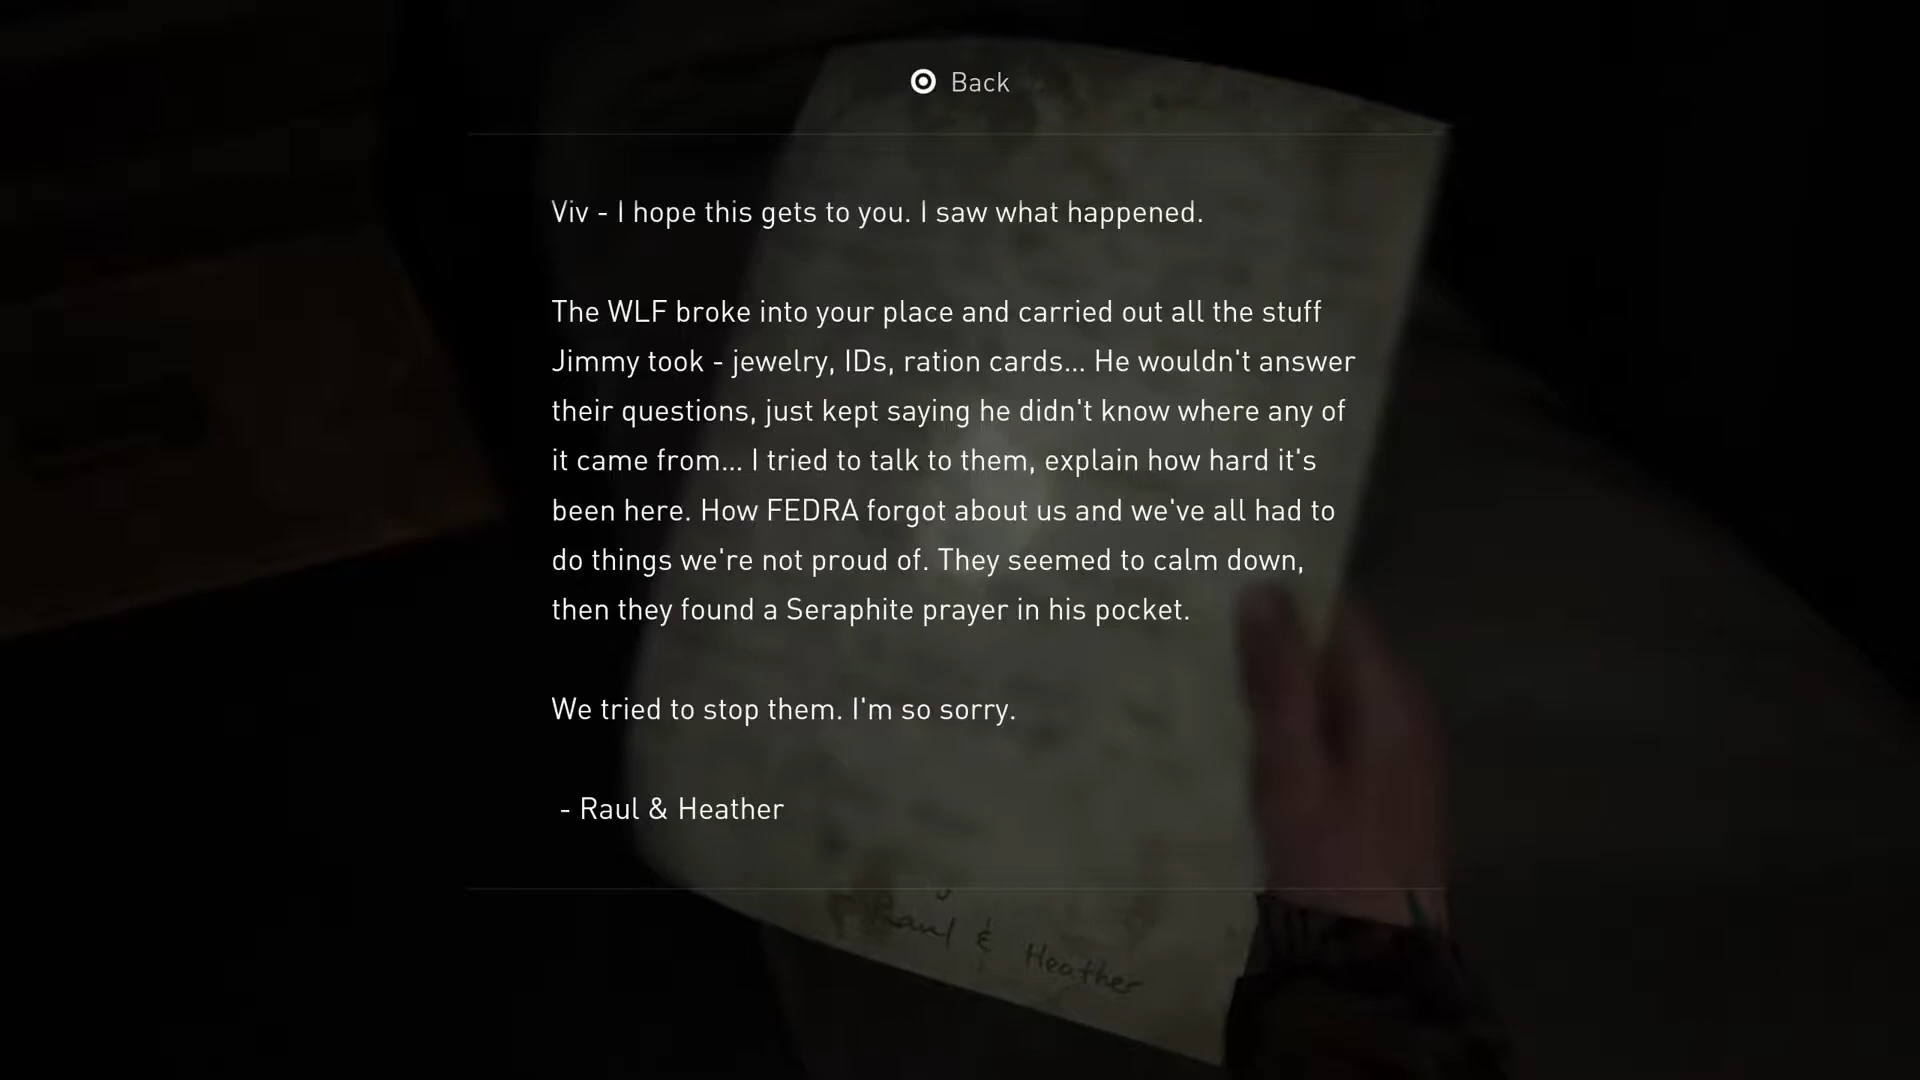 Back
Viv - I hope this gets to you. I saw what happened.
The WLF broke into your place and carried out all the stuff
Jimmy took - jewelry, IDs, ration cards... He wouldn't answer
their questions, just kept saying he didn't know where any of
it came from... I tried to talk to them, explain how hard it's
been here. How FEDRA forgot about us and we've all had to
do things we're not proud of. They seemed to calm down,
then they found a Seraphite prayer in his pocket.
We tried to stop them. I'm so sorry.
- Raul & Heather
Raul & Heather